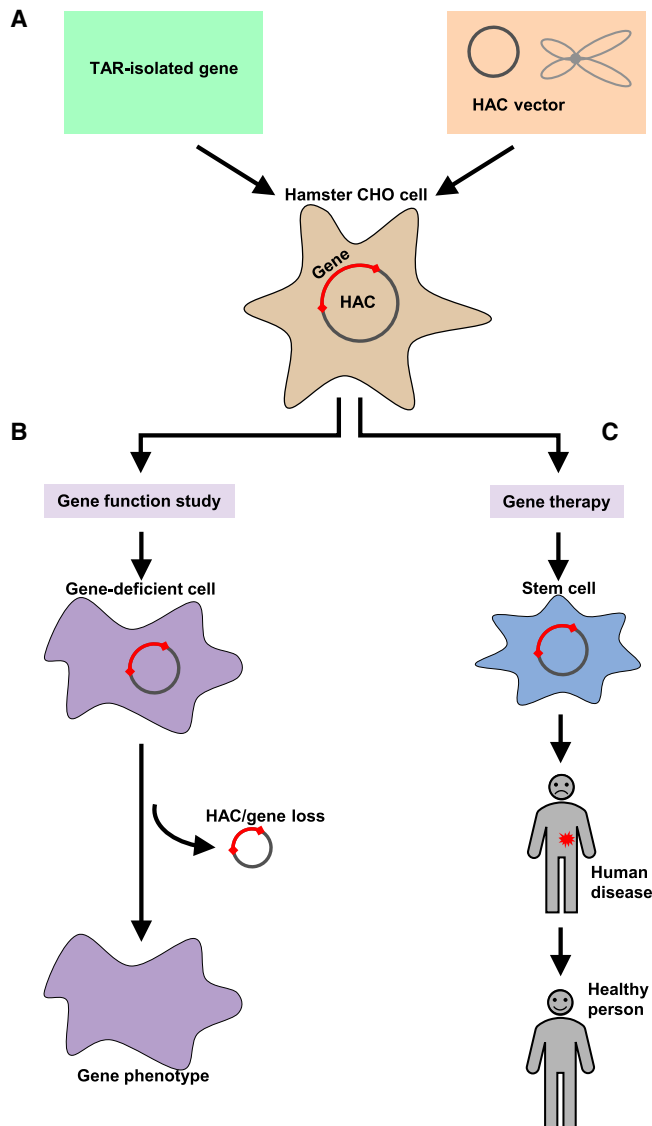 A
TAR-isolated gene
HAC vector
Hamster CHO cell
Gene
HAC
B
C
Gene function study
Gene therapy
Gene-deficient cell
Stem cell
HAC/gene loss
Human
disease
Healthy
person
Gene phenotype